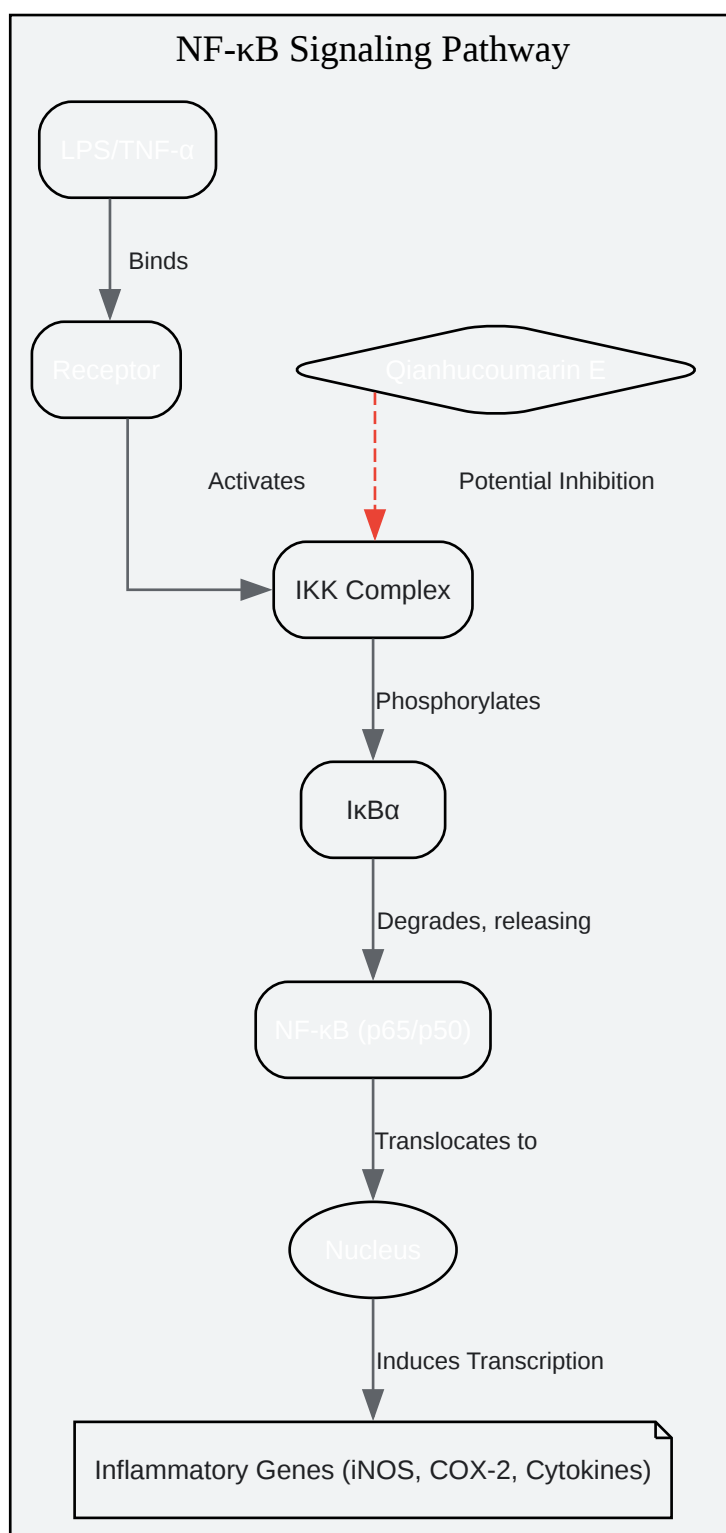 NF-κB Signaling Pathway
LPS/TNF-α
Binds
Receptor
Qianhucoumarin E
Activates
Potential Inhibition
IKK Complex
Phosphorylates
IκBα
Degrades, releasing
NF-κB (p65/p50)
Translocates to
Nucleus
Induces Transcription
Inflammatory Genes (iNOS, COX-2, Cytokines)